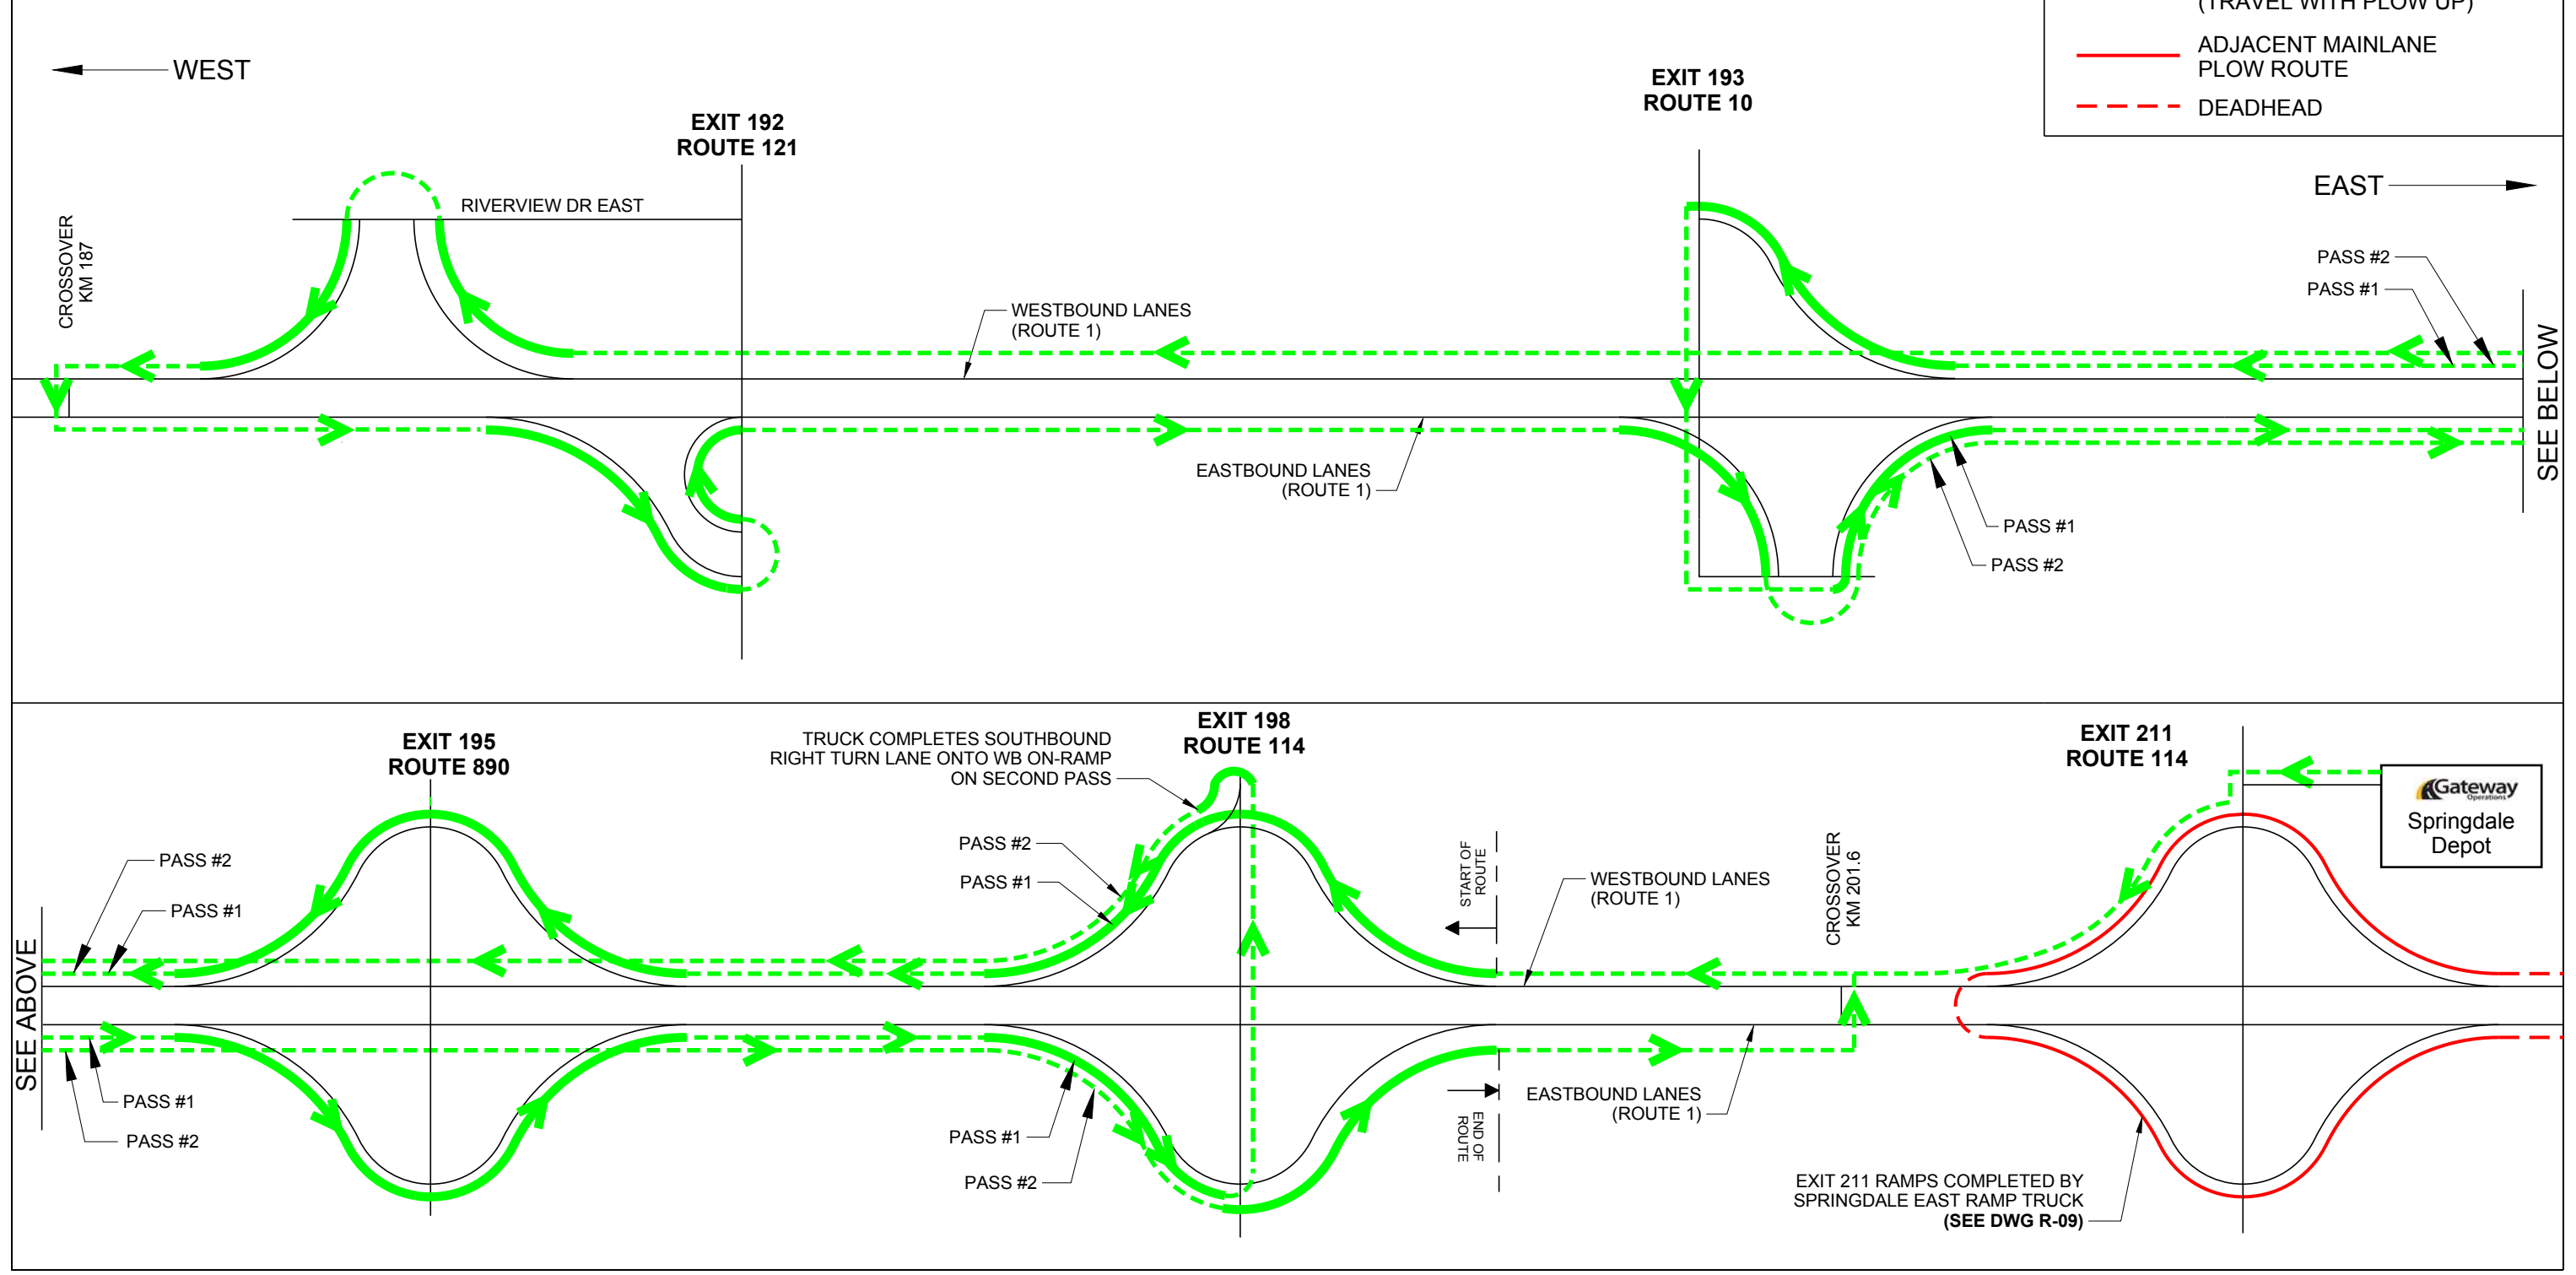 (TRAVEL WITH PLOW UP)
ADJACENT MAINLANE
PLOW ROUTE
DEADHEAD
WEST
EXIT 193
ROUTE 10
EXIT 192
ROUTE 121
EAST
RIVERVIEW DR EAST
CROSSOVER
KM 187
PASS #2
PASS #1
WESTBOUND LANES
(ROUTE 1)
SEE BELOW
EASTBOUND LANES
(ROUTE 1)
PASS #1
PASS #2
EXIT 195
ROUTE 890
TRUCK COMPLETES SOUTHBOUND
RIGHT TURN LANE ONTO WB ON-RAMP
ON SECOND PASS
EXIT 198
ROUTE 114
EXIT 211
ROUTE 114
Gateway
Operations
Springdale
Depot
PASS #2
PASS #1
PASS #2
PASS #1
START OF
ROUTE
WESTBOUND LANES
(ROUTE 1)
CROSSOVER
KM 201.6
SEE ABOVE
PASS #1
PASS #2
PASS #1
PASS #2
END OF
ROUTE
EASTBOUND LANES
(ROUTE 1)
EXIT 211 RAMPS COMPLETED BY
SPRINGDALE EAST RAMP TRUCK
(SEE DWG R-09)